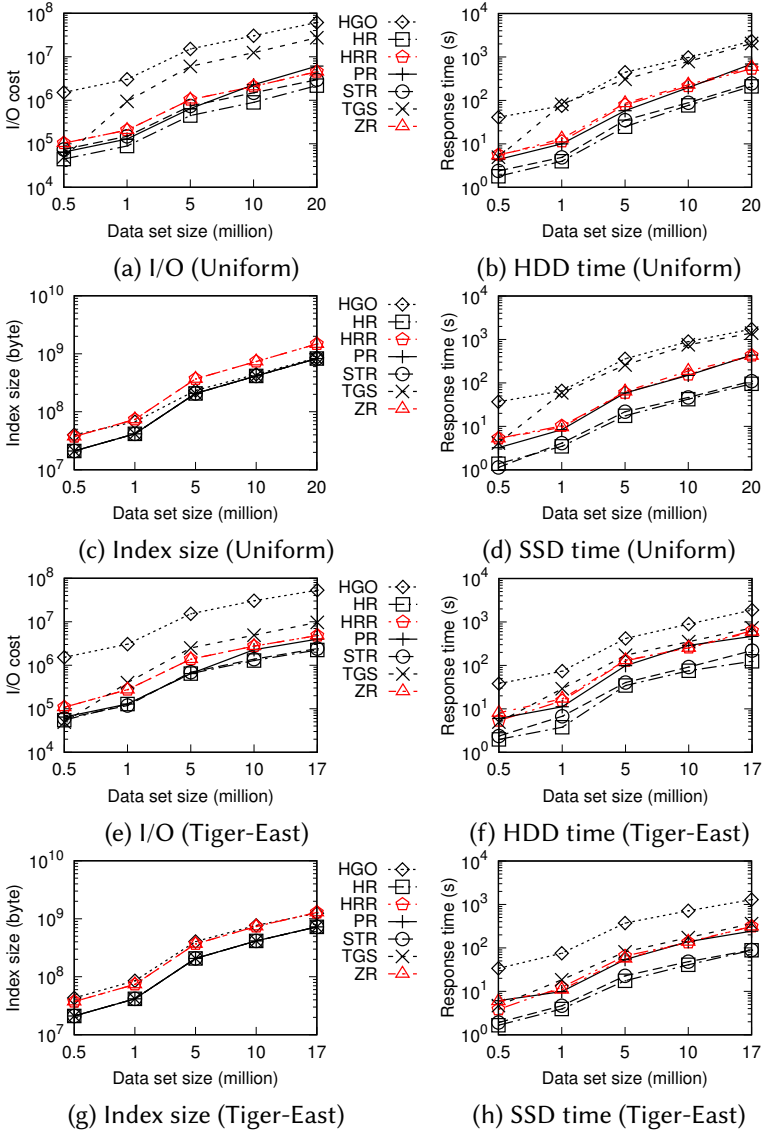 10^8
10^7
10^6
10^5
10^4
I/O cost
0.5 1 5 10 20
Data set size (million)
HGO
HR
HRR
PR
STR
TGS
ZR
10^4
10^3
10^2
10^1
10^0
Response time (s)
0.5 1 5 10 20
Data set size (million)
(a) I/O (Uniform)
(b) HDD time (Uniform)
10^10
10^9
10^8
10^7
Index size (byte)
0.5 1 5 10 20
Data set size (million)
HGO
HR
HRR
PR
STR
TGS
ZR
10^4
10^3
10^2
10^1
10^0
Response time (s)
0.5 1 5 10 20
Data set size (million)
(c) Index size (Uniform)
(d) SSD time (Uniform)
10^8
10^7
10^6
10^5
10^4
I/O cost
0.5 1 5 10 17
Data set size (million)
HGO
HR
HRR
PR
STR
TGS
ZR
10^4
10^3
10^2
10^1
10^0
Response time (s)
0.5 1 5 10 17
Data set size (million)
(e) I/O (Tiger-East)
(f) HDD time (Tiger-East)
10^10
10^9
10^8
10^7
Index size (byte)
0.5 1 5 10 17
Data set size (million)
HGO
HR
HRR
PR
STR
TGS
ZR
10^4
10^3
10^2
10^1
10^0
Response time (s)
0.5 1 5 10 17
Data set size (million)
(g) Index size (Tiger-East)
(h) SSD time (Tiger-East)